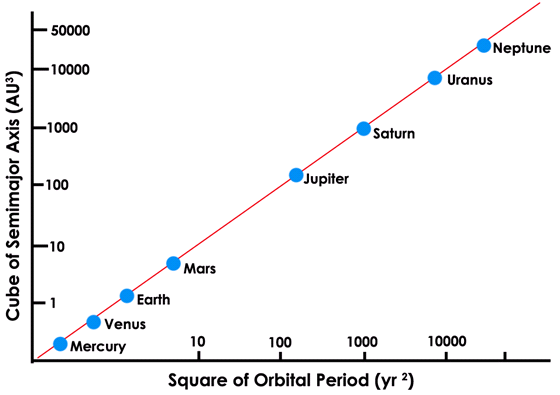 50000
Neptune
10000
Uranus
1000
Saturn
100
Jupiter
10
Mars
1
Earth
Venus
Mercury
10 100 1000 10000
Cube of Semimajor Axis (AU³)
Square of Orbital Period (yr ²)